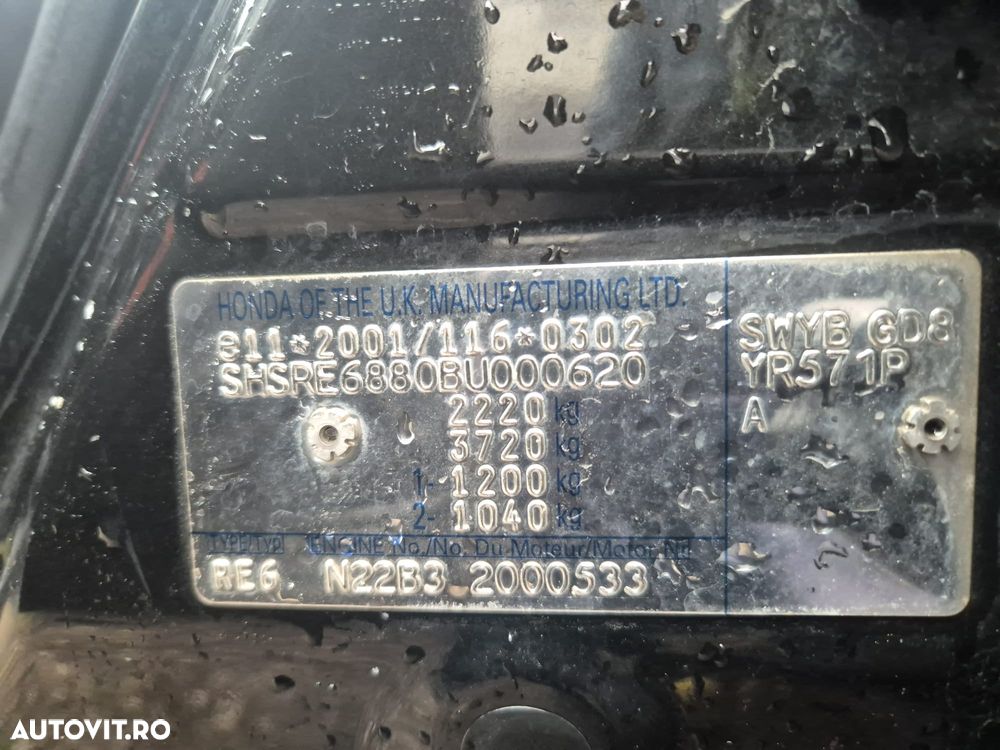 HONDA OF THE U.K. MANUFACTURING LTD.
e11*2001/116*0302
SHSRE6880BU000620
2220 kg
3720 kg
1- 1200 kg
2- 1040 kg
TYPE/TYP ENGINE No./No. Du Moteur/Motor Nr
RE6 N22B3 2000533
SWYB GD8
YR571P
A
AUTOVIT.RO